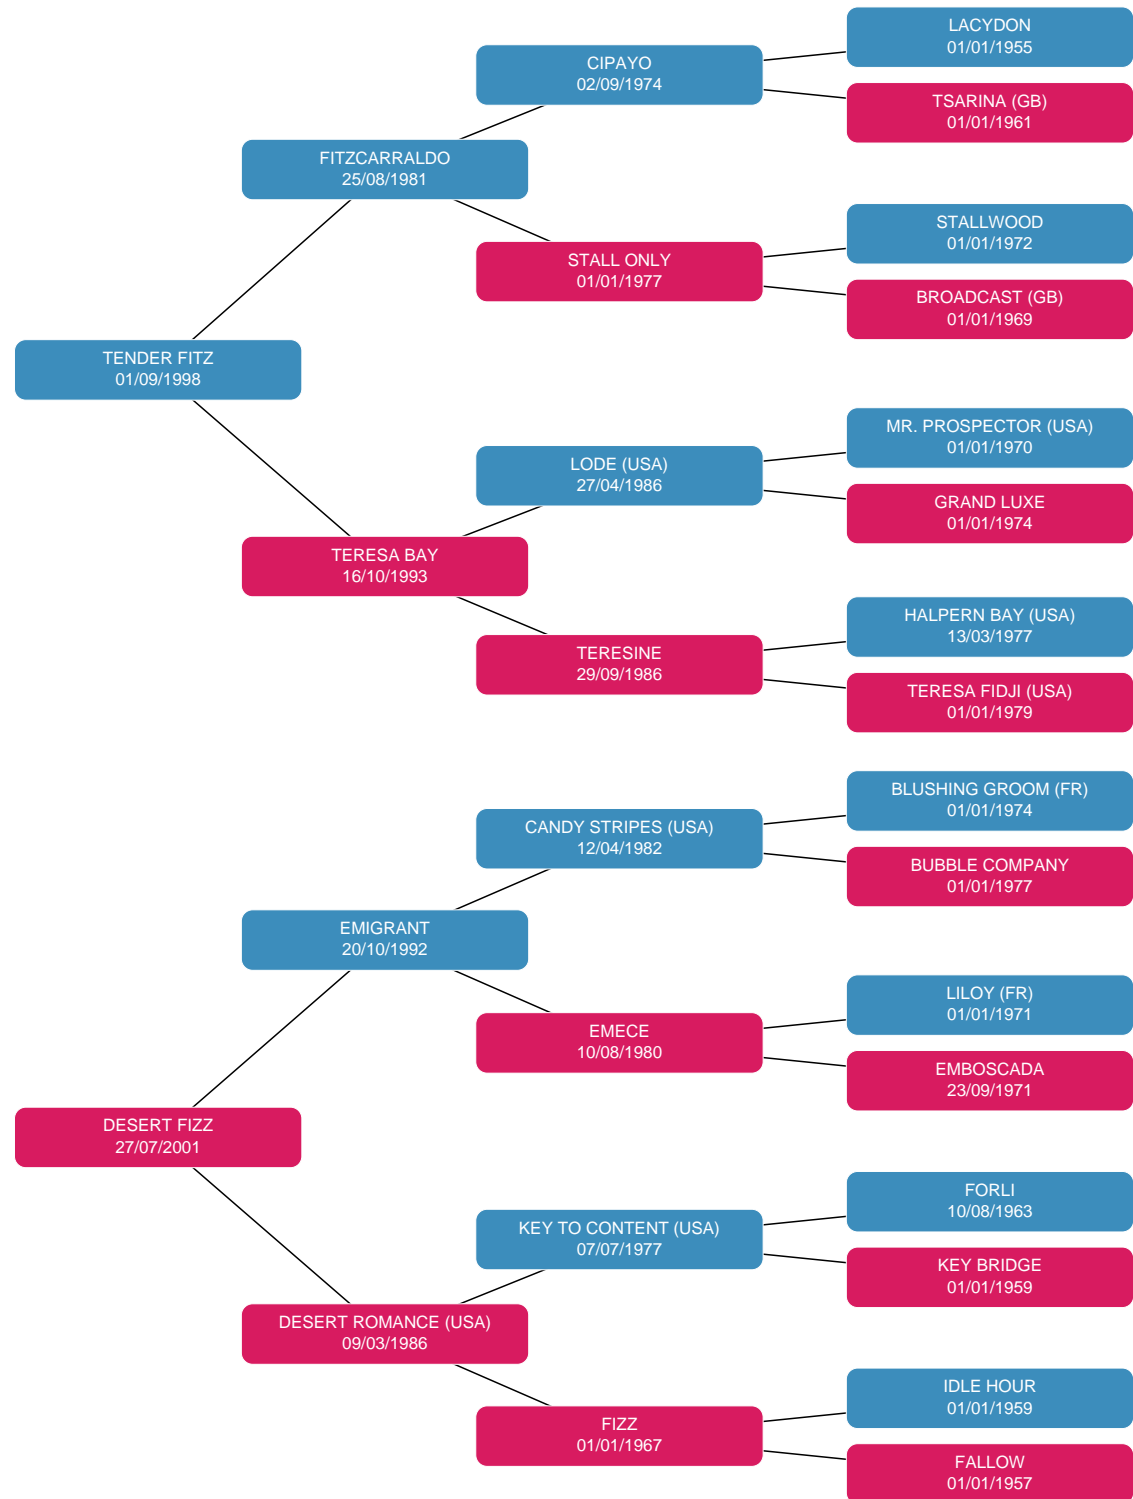 LACYDON
01/01/1955
CIPAYO
02/09/1974
TSARINA (GB)
01/01/1961
FITZCARRALDO
25/08/1981
STALLWOOD
01/01/1972
STALL ONLY
01/01/1977
BROADCAST (GB)
01/01/1969
TENDER FITZ
01/09/1998
MR. PROSPECTOR (USA)
01/01/1970
LODE (USA)
27/04/1986
GRAND LUXE
01/01/1974
TERESA BAY
16/10/1993
HALPERN BAY (USA)
13/03/1977
TERESINE
29/09/1986
TERESA FIDJI (USA)
01/01/1979
BLUSHING GROOM (FR)
01/01/1974
CANDY STRIPES (USA)
12/04/1982
BUBBLE COMPANY
01/01/1977
EMIGRANT
20/10/1992
LILOY (FR)
01/01/1971
EMECE
10/08/1980
EMBOSCADA
23/09/1971
DESERT FIZZ
27/07/2001
FORLI
10/08/1963
KEY TO CONTENT (USA)
07/07/1977
KEY BRIDGE
01/01/1959
DESERT ROMANCE (USA)
09/03/1986
IDLE HOUR
01/01/1959
FIZZ
01/01/1967
FALLOW
01/01/1957